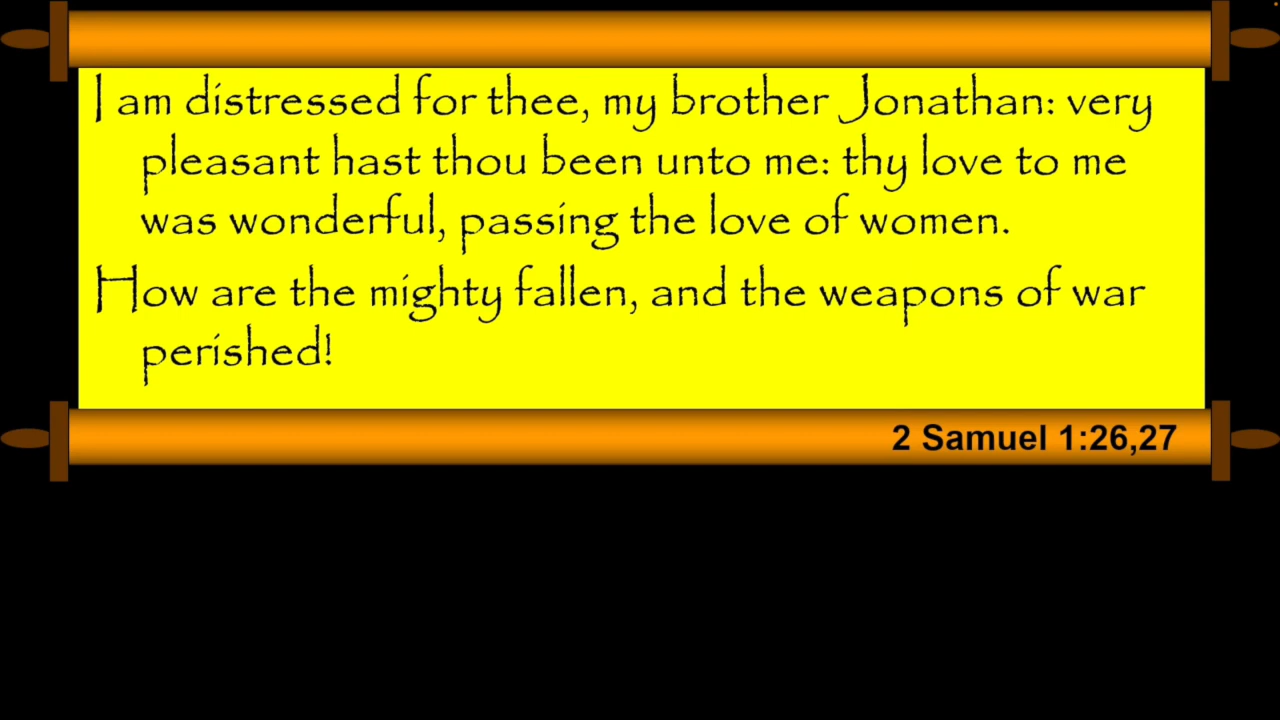 I am distressed for thee, my brother Jonathan: very
pleasant hast thou been unto me: thy love to me
was wonderful, passing the love of women.
How are the mighty fallen, and the weapons of war
perished!
2 Samuel 1:26,27